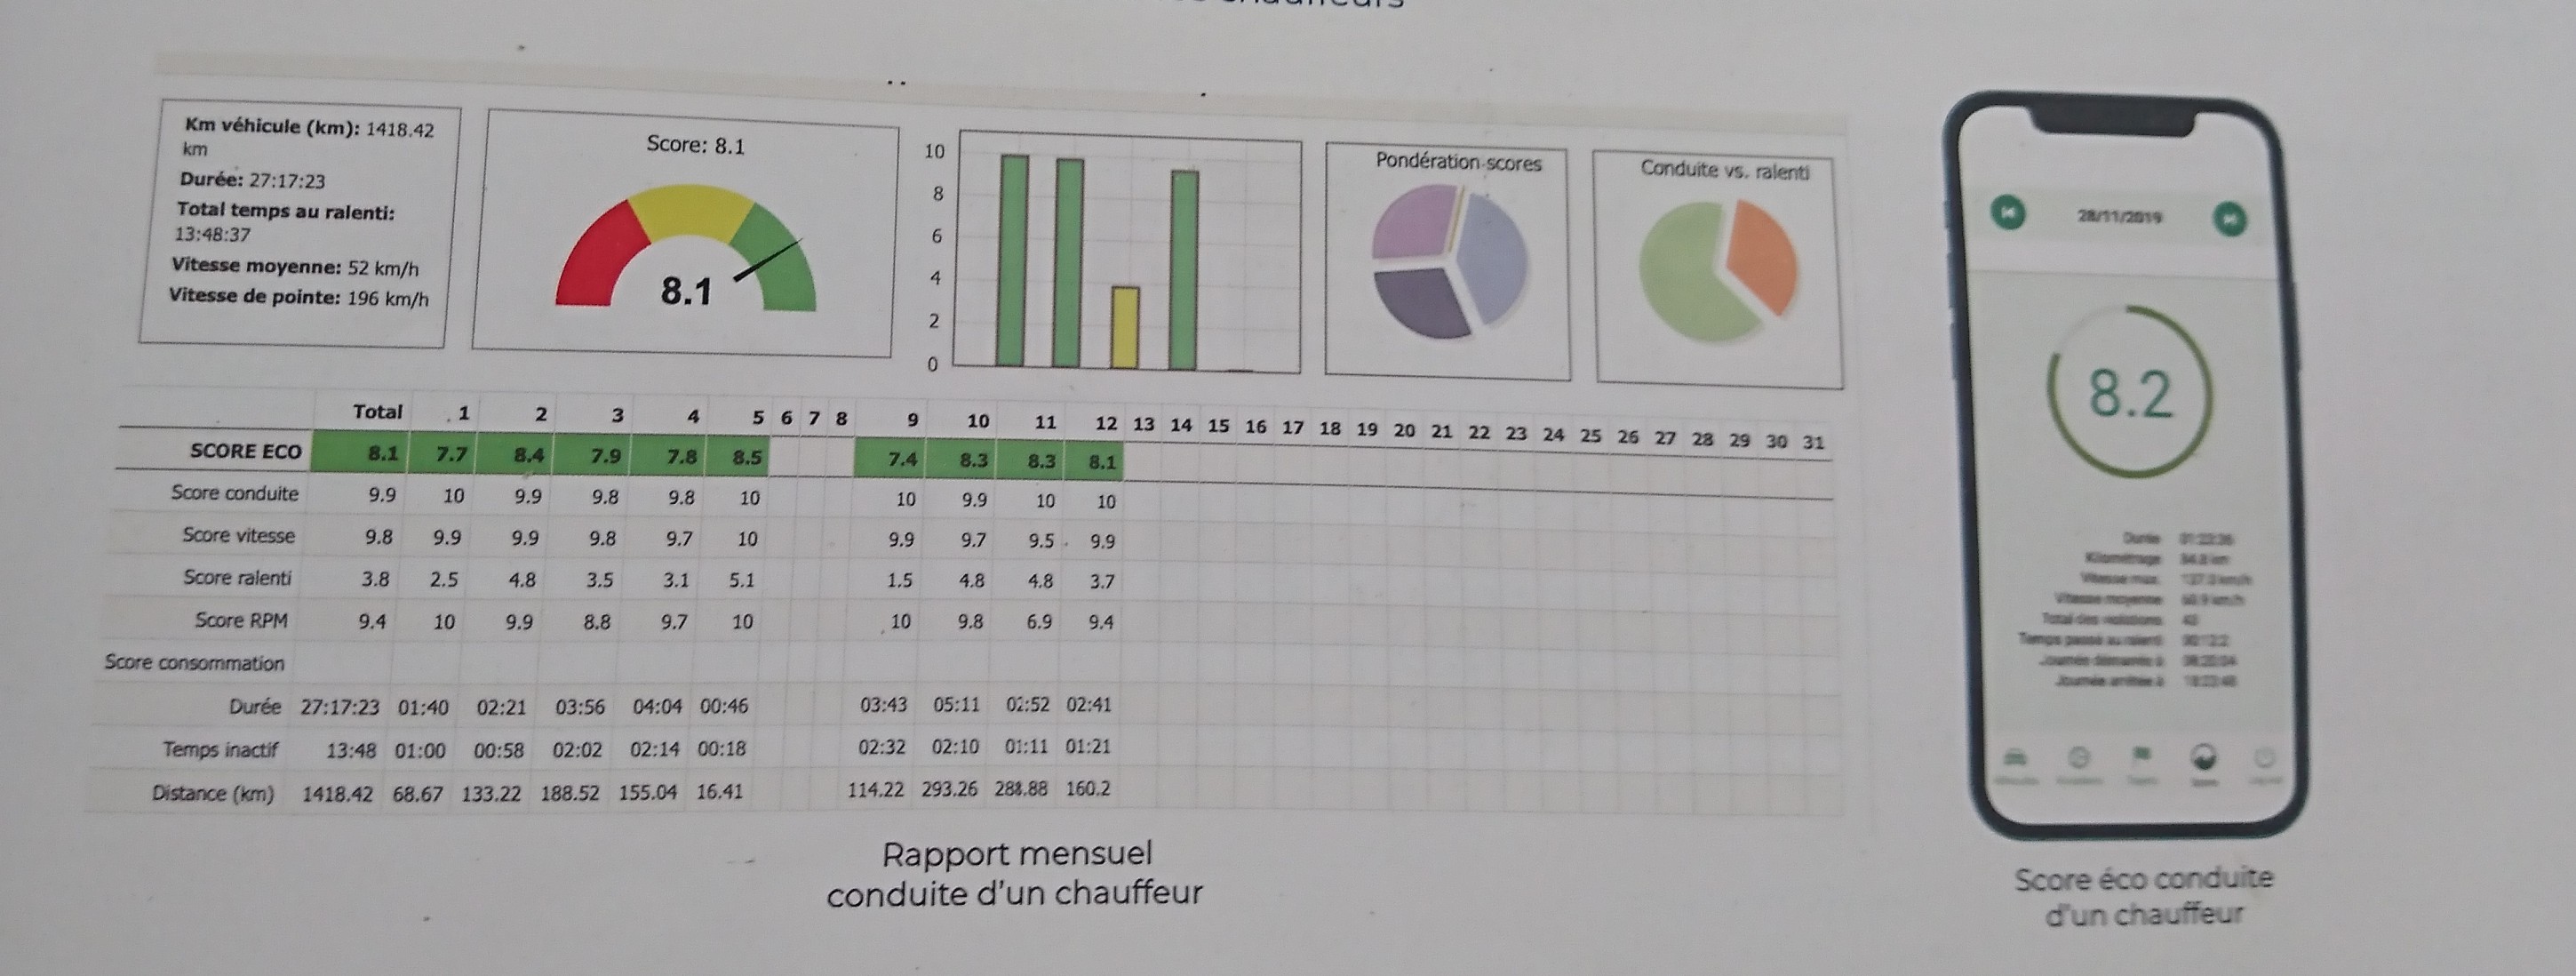 chauffeurs
Km véhicule (km): 1418.42
km
Durée: 27:17:23
Total temps au ralenti:
13:48:37
Vitesse moyenne: 52 km/h
Vitesse de pointe: 196 km/h
Score: 8.1
8.1
10
8
6
4
2
0
Pondération scores
Conduite vs. ralenti
Total 1 2 3 4 5 6 7 8 9 10 11 12 13 14 15 16 17 18 19 20 21 22 23 24 25 26 27 28 29 30 31
SCORE ECO 8.1 7.7 8.4 7.9 7.8 8.5 7.4 8.3 8.3 8.1
Score conduite 9.9 10 9.9 9.8 9.8 10 10 9.9 10 10
Score vitesse 9.8 9.9 9.9 9.8 9.7 10 9.9 9.7 9.5 9.9
Score ralenti 3.8 2.5 4.8 3.5 3.1 5.1 1.5 4.8 4.8 3.7
Score RPM 9.4 10 9.9 8.8 9.7 10 10 9.8 6.9 9.4
Score consommation
Durée 27:17:23 01:40 02:21 03:56 04:04 00:46 03:43 05:11 02:52 02:41
Temps inactif 13:48 01:00 00:58 02:02 02:14 00:18 02:32 02:10 01:11 01:21
Distance (km) 1418.42 68.67 133.22 188.52 155.04 16.41 114.22 293.26 288.88 160.2
Rapport mensuel
conduite d'un chauffeur
28/11/2019
8.2
Durée
Kilométrage
Vitesse max.
Vitesse moyenne
Total des violations
Temps passé au ralenti
Journée démarrée à
Journée arrêtée à
Score éco conduite
d'un chauffeur